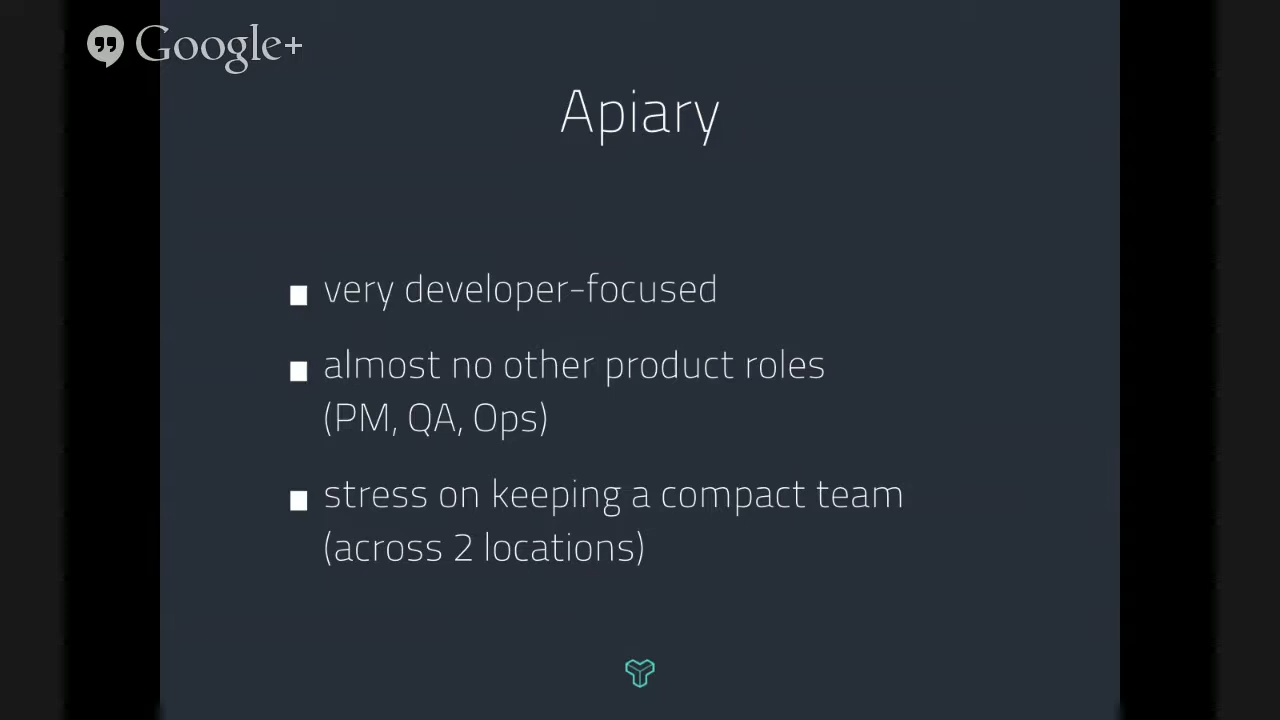 Google+
Apiary
very developer-focused
almost no other product roles
(PM, QA, Ops)
stress on keeping a compact team
(across 2 locations)